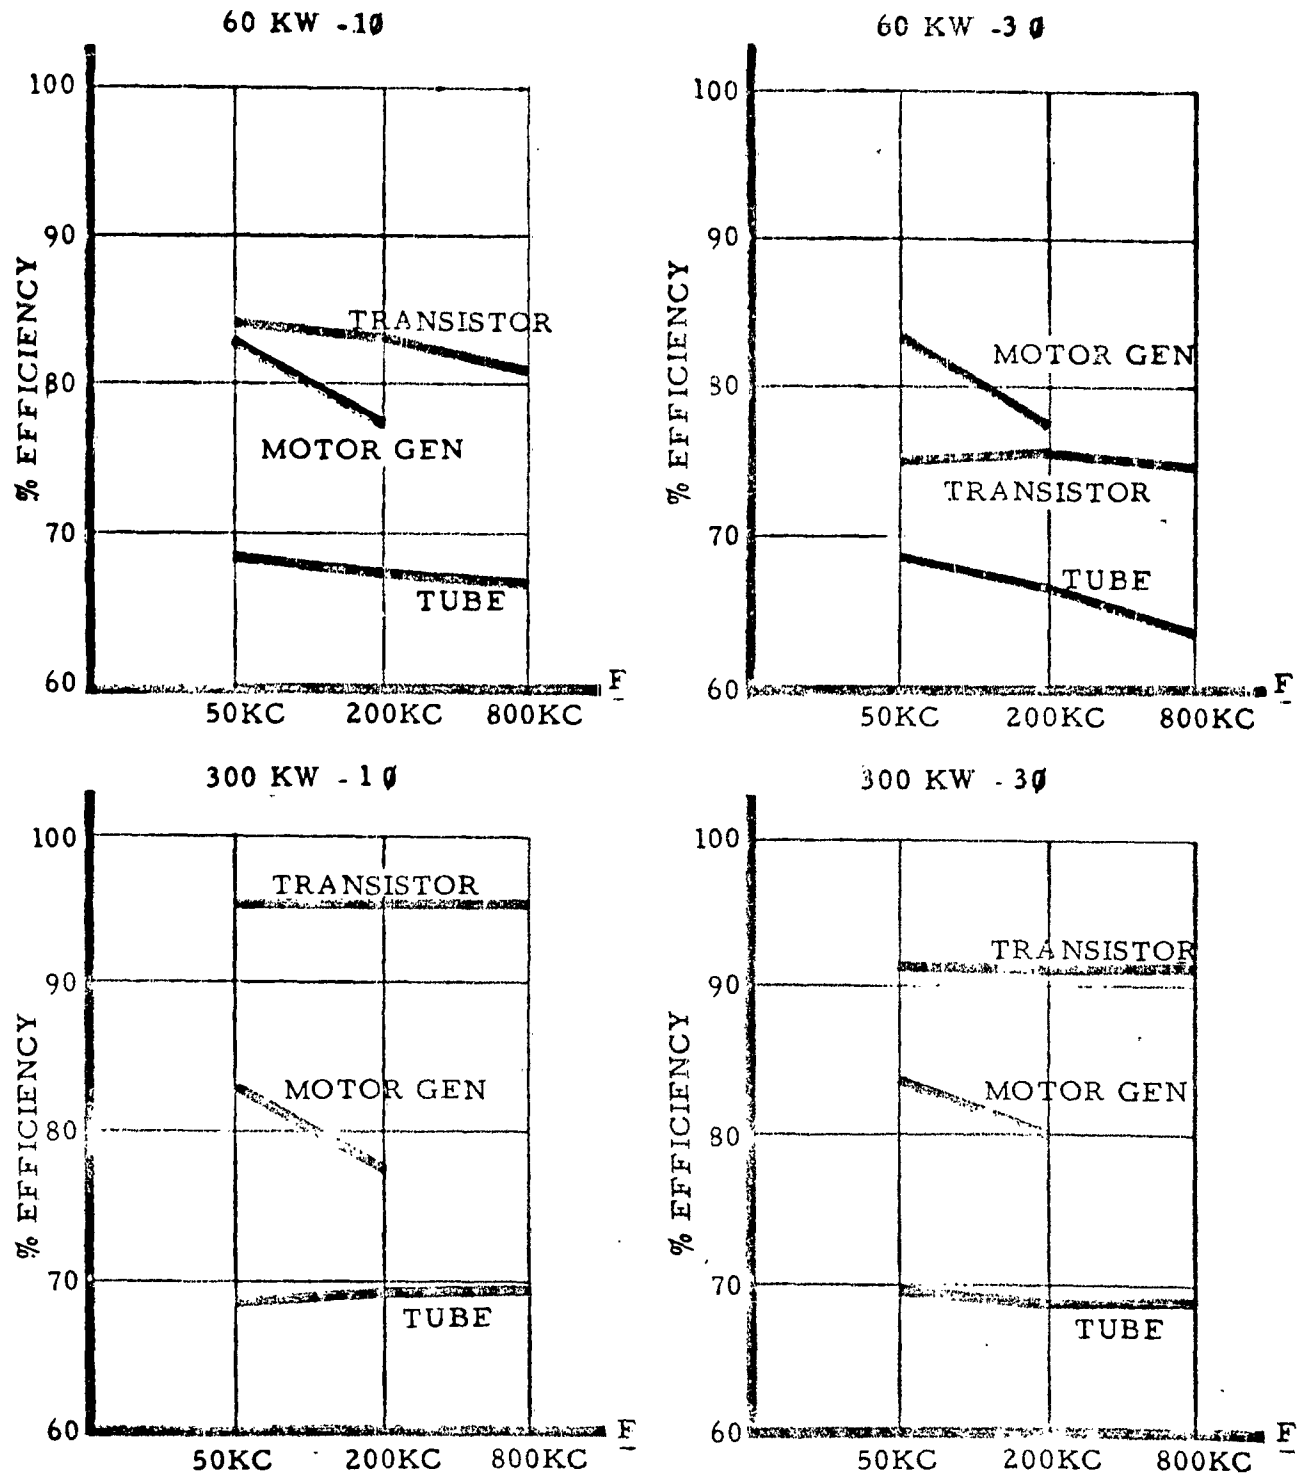 60 KW -1ø
100
90
80
70
60
% EFFICIENCY
TRANSISTOR
MOTOR GEN
TUBE
F
50KC 200KC 800KC
60 KW -3ø
100
90
80
70
60
% EFFICIENCY
MOTOR GEN
TRANSISTOR
TUBE
F
50KC 200KC 800KC
300 KW -1ø
100
90
80
70
60
% EFFICIENCY
TRANSISTOR
MOTOR GEN
TUBE
F
50KC 200KC 800KC
300 KW -3ø
100
90
80
70
60
% EFFICIENCY
TRANSISTOR
MOTOR GEN
TUBE
F
50KC 200KC 800KC